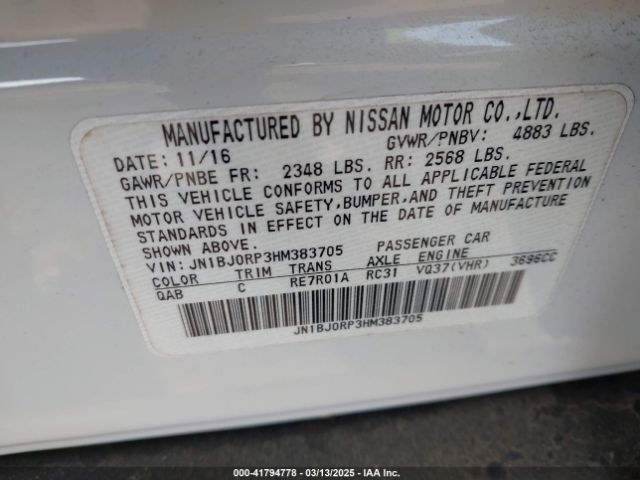 MANUFACTURED BY NISSAN MOTOR CO.,LTD.
DATE: 11/16 GVWR/PNBV: 4883 LBS.
GAWR/PNBE FR: 2348 LBS. RR: 2568 LBS.
THIS VEHICLE CONFORMS TO ALL APPLICABLE FEDERAL
MOTOR VEHICLE SAFETY,BUMPER,AND THEFT PREVENTION
STANDARDS IN EFFECT ON THE DATE OF MANUFACTURE
SHOWN ABOVE.
VIN: JN1BJ0RP3HM383705 PASSENGER CAR
COLOR TRIM TRANS AXLE ENGINE
QAB C RE7R01A RC31 VQ37(VHR) 3696CC
JN1BJ0RP3HM383705
000-41794778 — 03/13/2025 — IAA Inc.